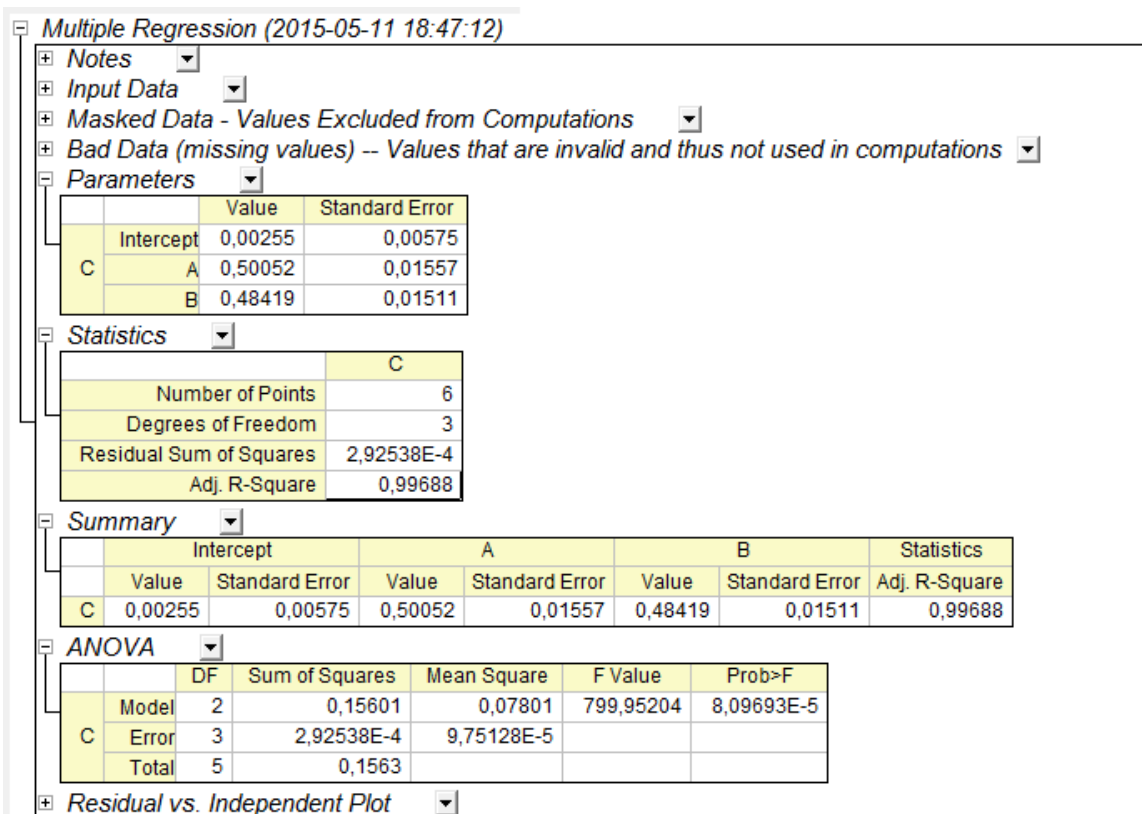 Multiple Regression (2015-05-11 18:47:12)
Notes
Input Data
Masked Data - Values Excluded from Computations
Bad Data (missing values) -- Values that are invalid and thus not used in computations
Parameters
Value Standard Error
Intercept 0,00255 0,00575
C A 0,50052 0,01557
B 0,48419 0,01511
Statistics
C
Number of Points 6
Degrees of Freedom 3
Residual Sum of Squares 2,92538E-4
Adj. R-Square 0,99688
Summary
Intercept A B Statistics
Value Standard Error Value Standard Error Value Standard Error Adj. R-Square
C 0,00255 0,00575 0,50052 0,01557 0,48419 0,01511 0,99688
ANOVA
DF Sum of Squares Mean Square F Value Prob>F
Model 2 0,15601 0,07801 799,95204 8,09693E-5
C Error 3 2,92538E-4 9,75128E-5
Total 5 0,1563
Residual vs. Independent Plot